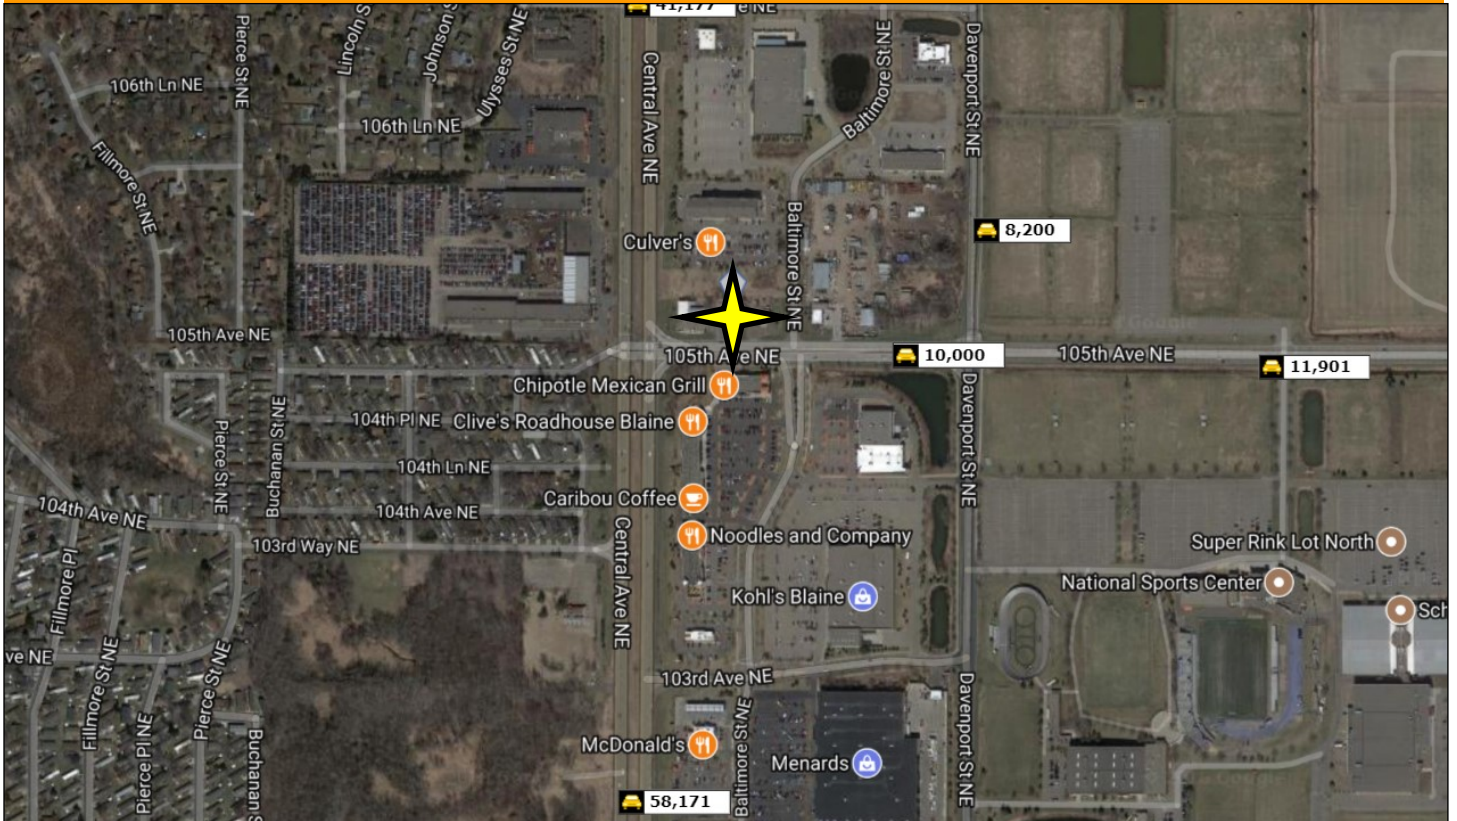 41,177
e NE
Pierce St NE
Lincoln S
Johnson S
Ulysses St NE
Central Ave NE
Baltimore St NE
Davenport St NE
106th Ln NE
106th Ln NE
Fillmore St NE
Culver's
Baltimore St NE
8,200
105th Ave NE
105th Ave NE
10,000
105th Ave NE
11,901
Chipotle Mexican Grill
104th Pl NE
Clive's Roadhouse Blaine
Pierce St NE
Buchanan St NE
Davenport St NE
104th Ln NE
104th Ave NE
104th Ave NE
Caribou Coffee
103rd Way NE
Noodles and Company
Super Rink Lot North
Central Ave NE
Fillmore Pl
Kohl's Blaine
National Sports Center
Sch
ve NE
Fillmore St NE
Pierce St NE
103rd Ave NE
Pierce Pl NE
Buchanan S
McDonald's
Baltimore St NE
Menards
Davenport St NE
58,171